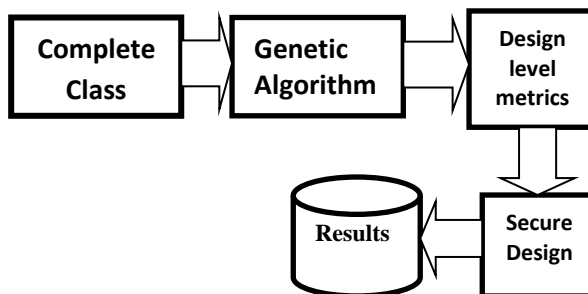 Complete
Class
Genetic
Algorithm
Design
level
metrics
Secure
Design
Results